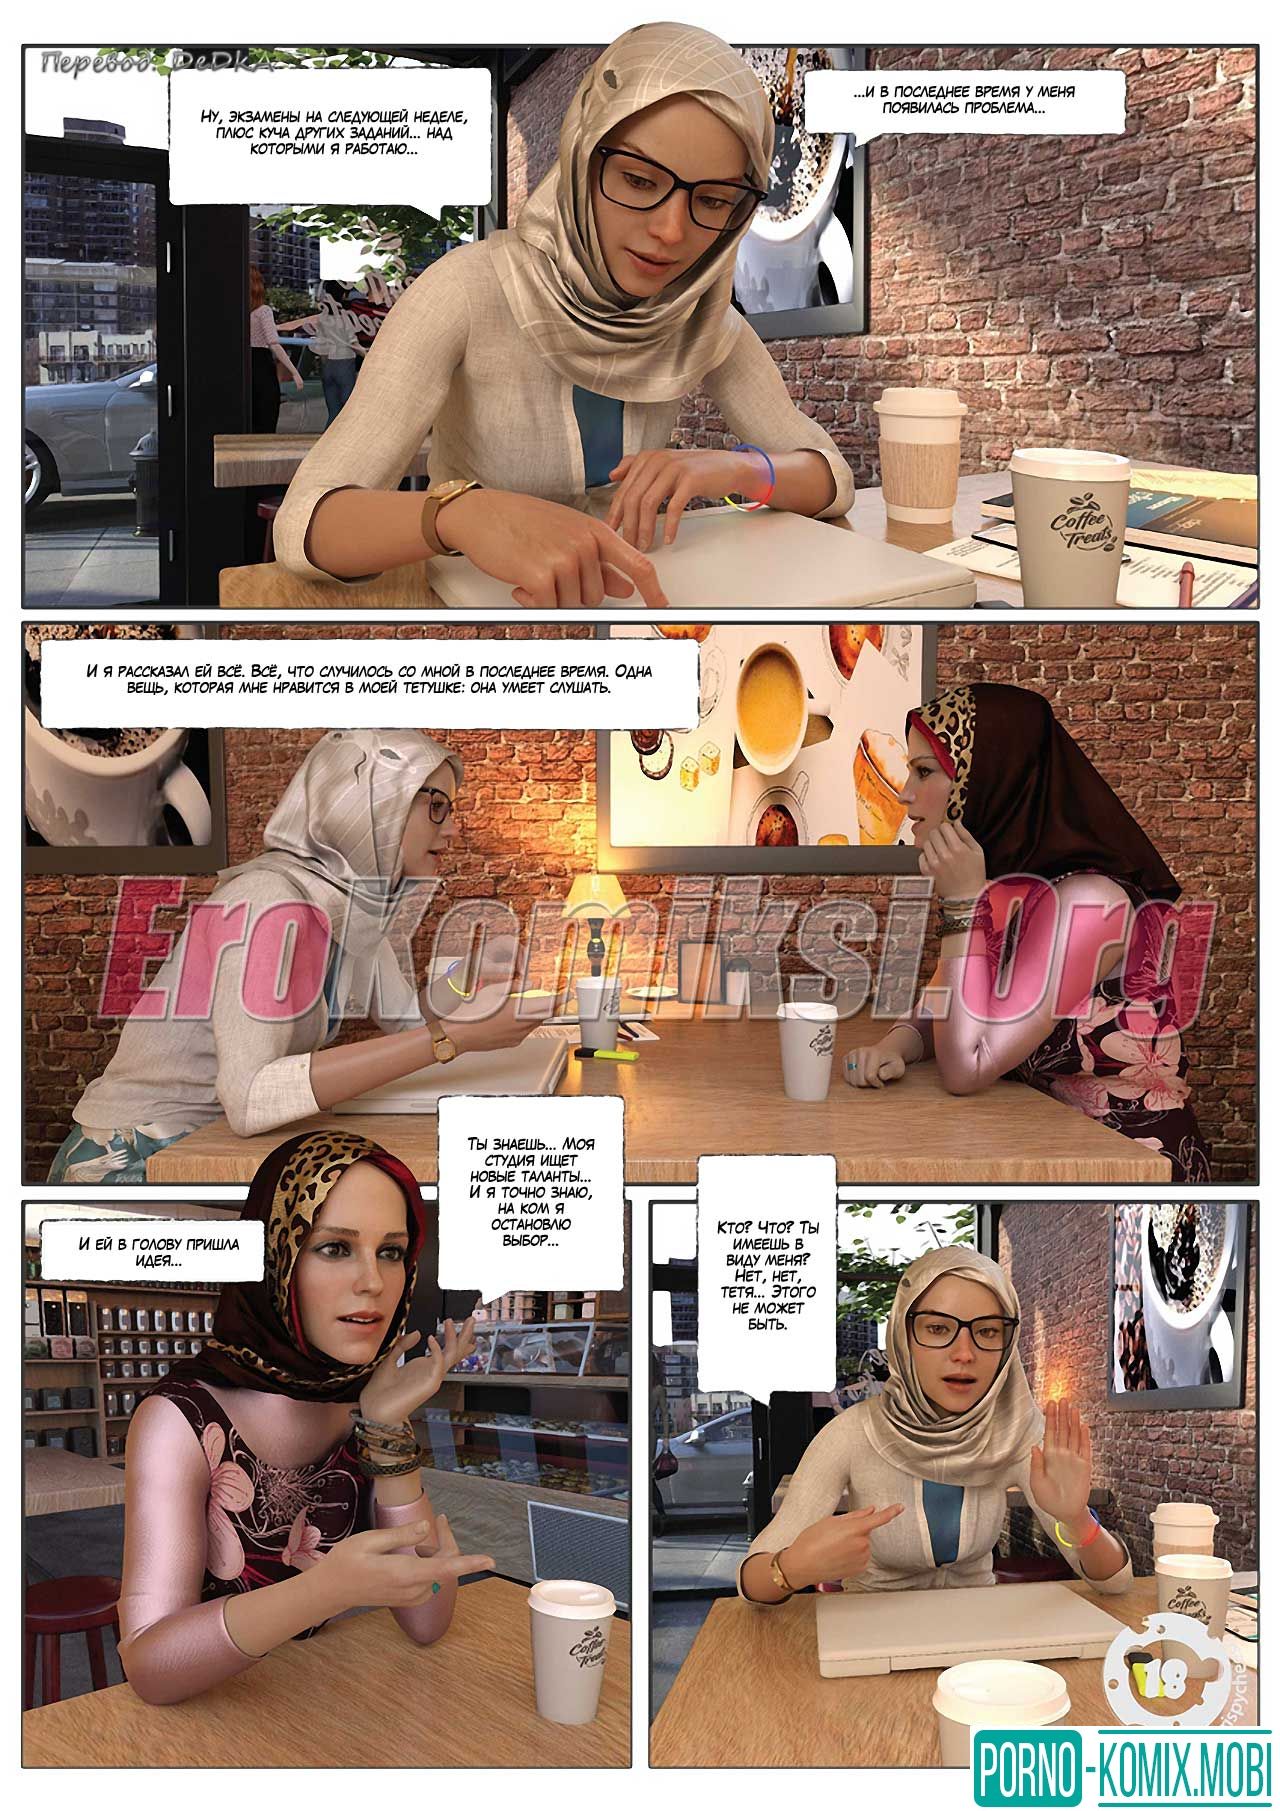 Перевод: DeDKA
Ну, экзамены на следующей неделе,
плюс куча других заданий... над
которыми я работаю...
...и в последнее время у меня
появилась проблема...
Coffee
Treats
И я рассказал ей всё. Всё, что случилось со мной в последнее время. Одна
вещь, которая мне нравится в моей тетушке: она умеет слушать.
EroKomiksi.Org
И ей в голову пришла
идея...
Ты знаешь... Моя
студия ищет
новые таланты...
И я точно знаю,
на ком я
остановлю
выбор...
Coffee
Treats
Кто? Что? Ты
имеешь в
виду меня?
Нет, нет,
тетя... Этого
не может
быть.
Coffee
Treats
18
PORNO-KOMIX.MOBI